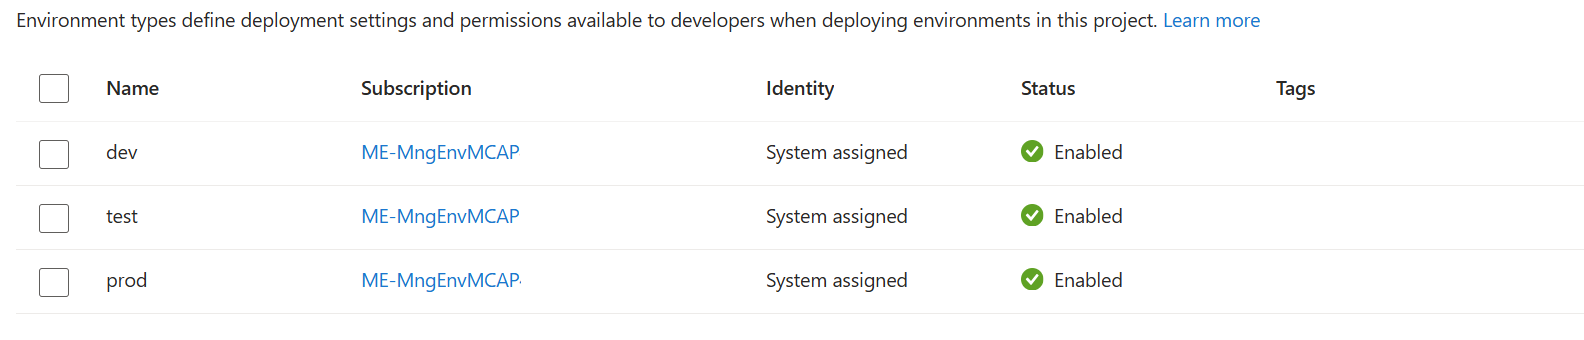 Environment types define deployment settings and permissions available to developers when deploying environments in this project. Learn more
Name Subscription Identity Status Tags
dev ME-MngEnvMCAP System assigned Enabled
test ME-MngEnvMCAP System assigned Enabled
prod ME-MngEnvMCAP System assigned Enabled